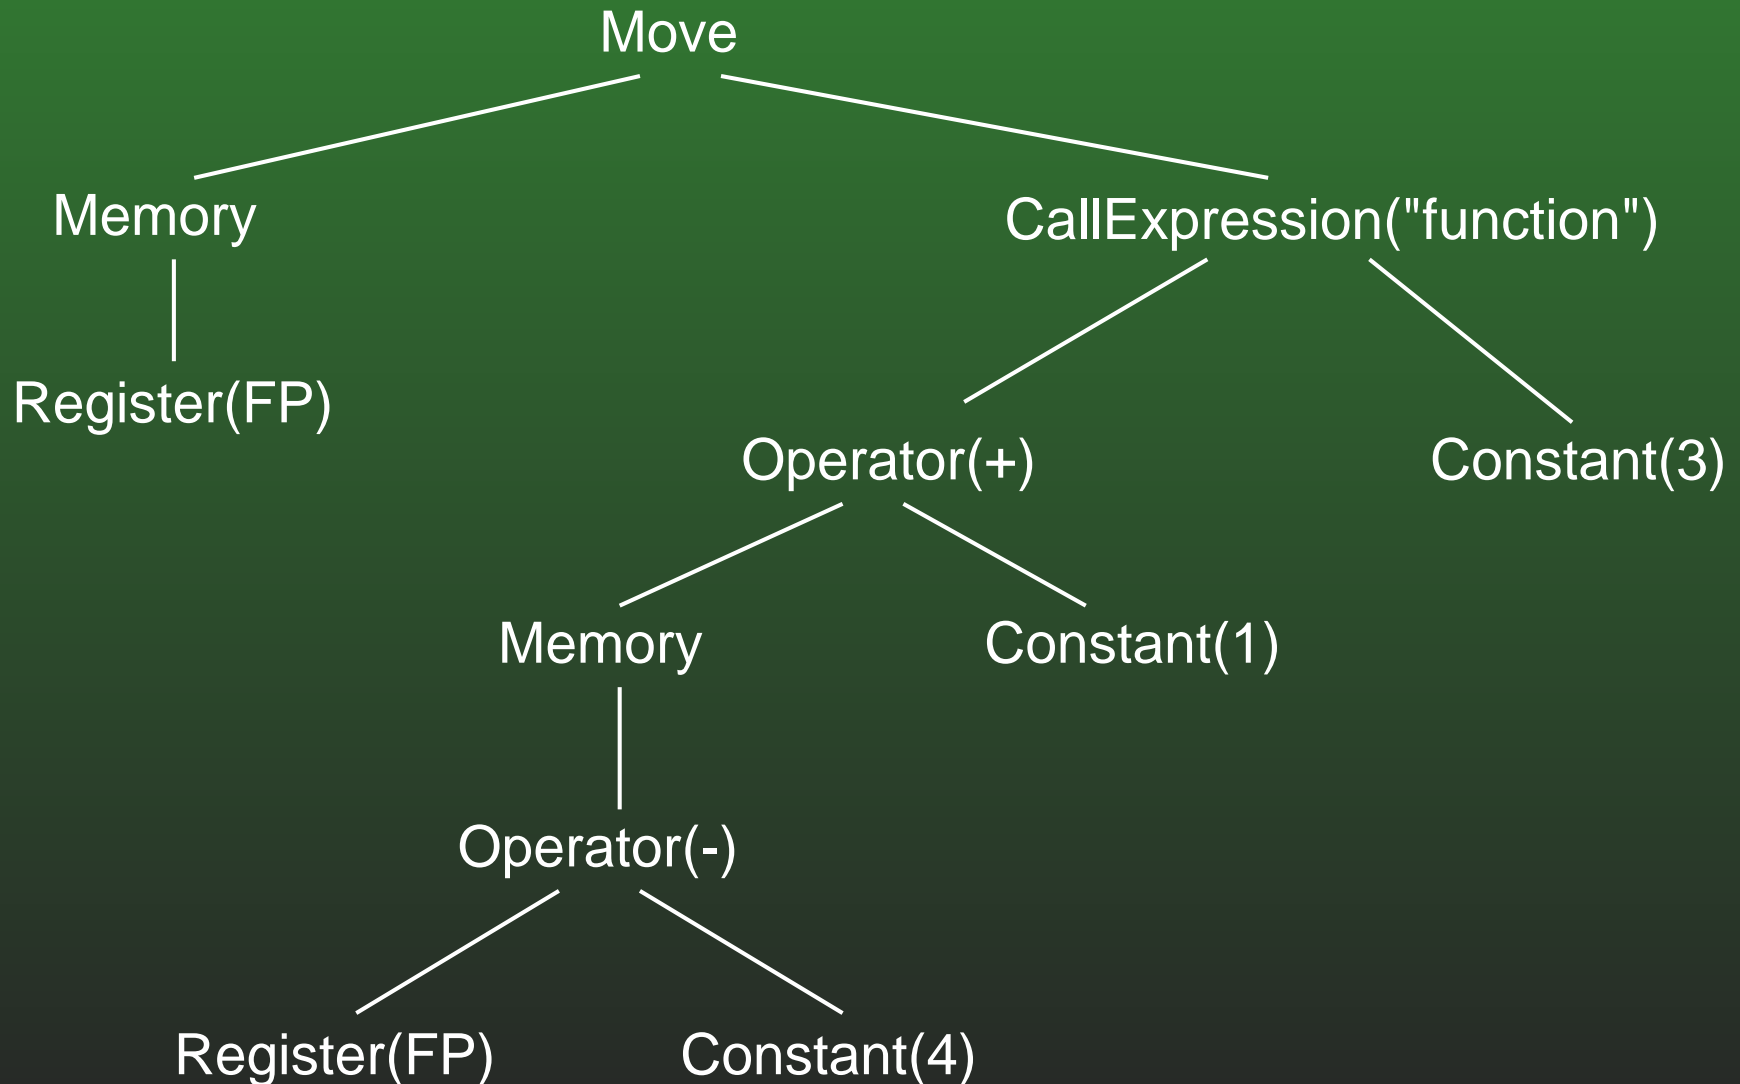 Move
Memory
CallExpression("function")
Register(FP)
Operator(+)
Constant(3)
Memory
Constant(1)
Operator(-)
Register(FP)
Constant(4)